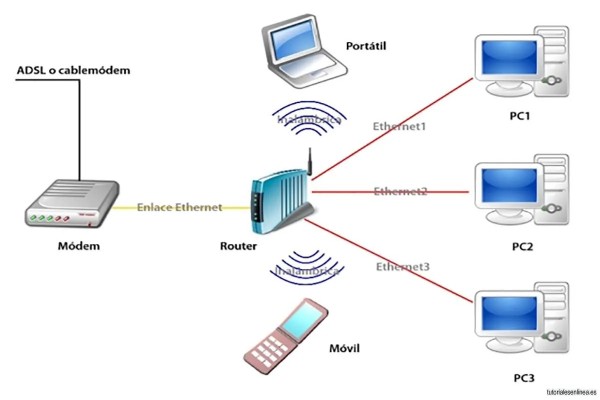 Portátil
ADSL o cablemódem
Inalámbrica
Ethernet1
PC1
Enlace Ethernet
Ethernet2
Módem
Router
PC2
Inalámbrica
Ethernet3
Móvil
PC3
tutorialesenlinea.es